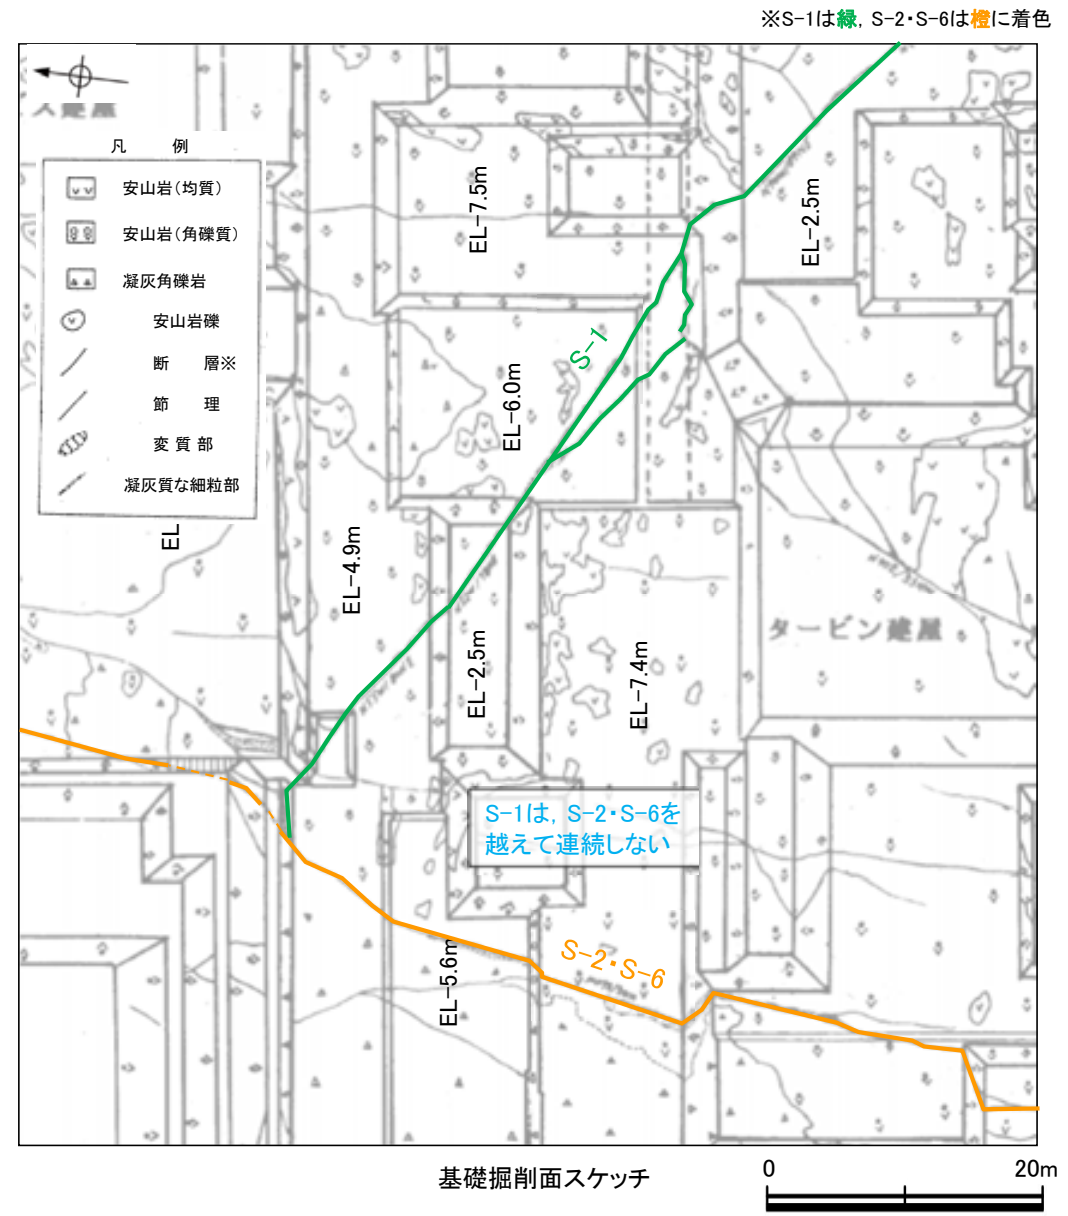 ※S-1は緑, S-2・S-6は橙に着色
凡 例
安山岩(均質)
安山岩(角礫質)
凝灰角礫岩
安山岩礫
断 層※
節 理
変 質 部
凝灰質な細粒部
EL
EL-7.5m
EL-2.5m
S-1
EL-6.0m
EL-4.9m
EL-2.5m
EL-7.4m
タービン建屋
S-1は, S-2・S-6を
越えて連続しない
S-2・S-6
EL-5.6m
基礎掘削面スケッチ
0 20m